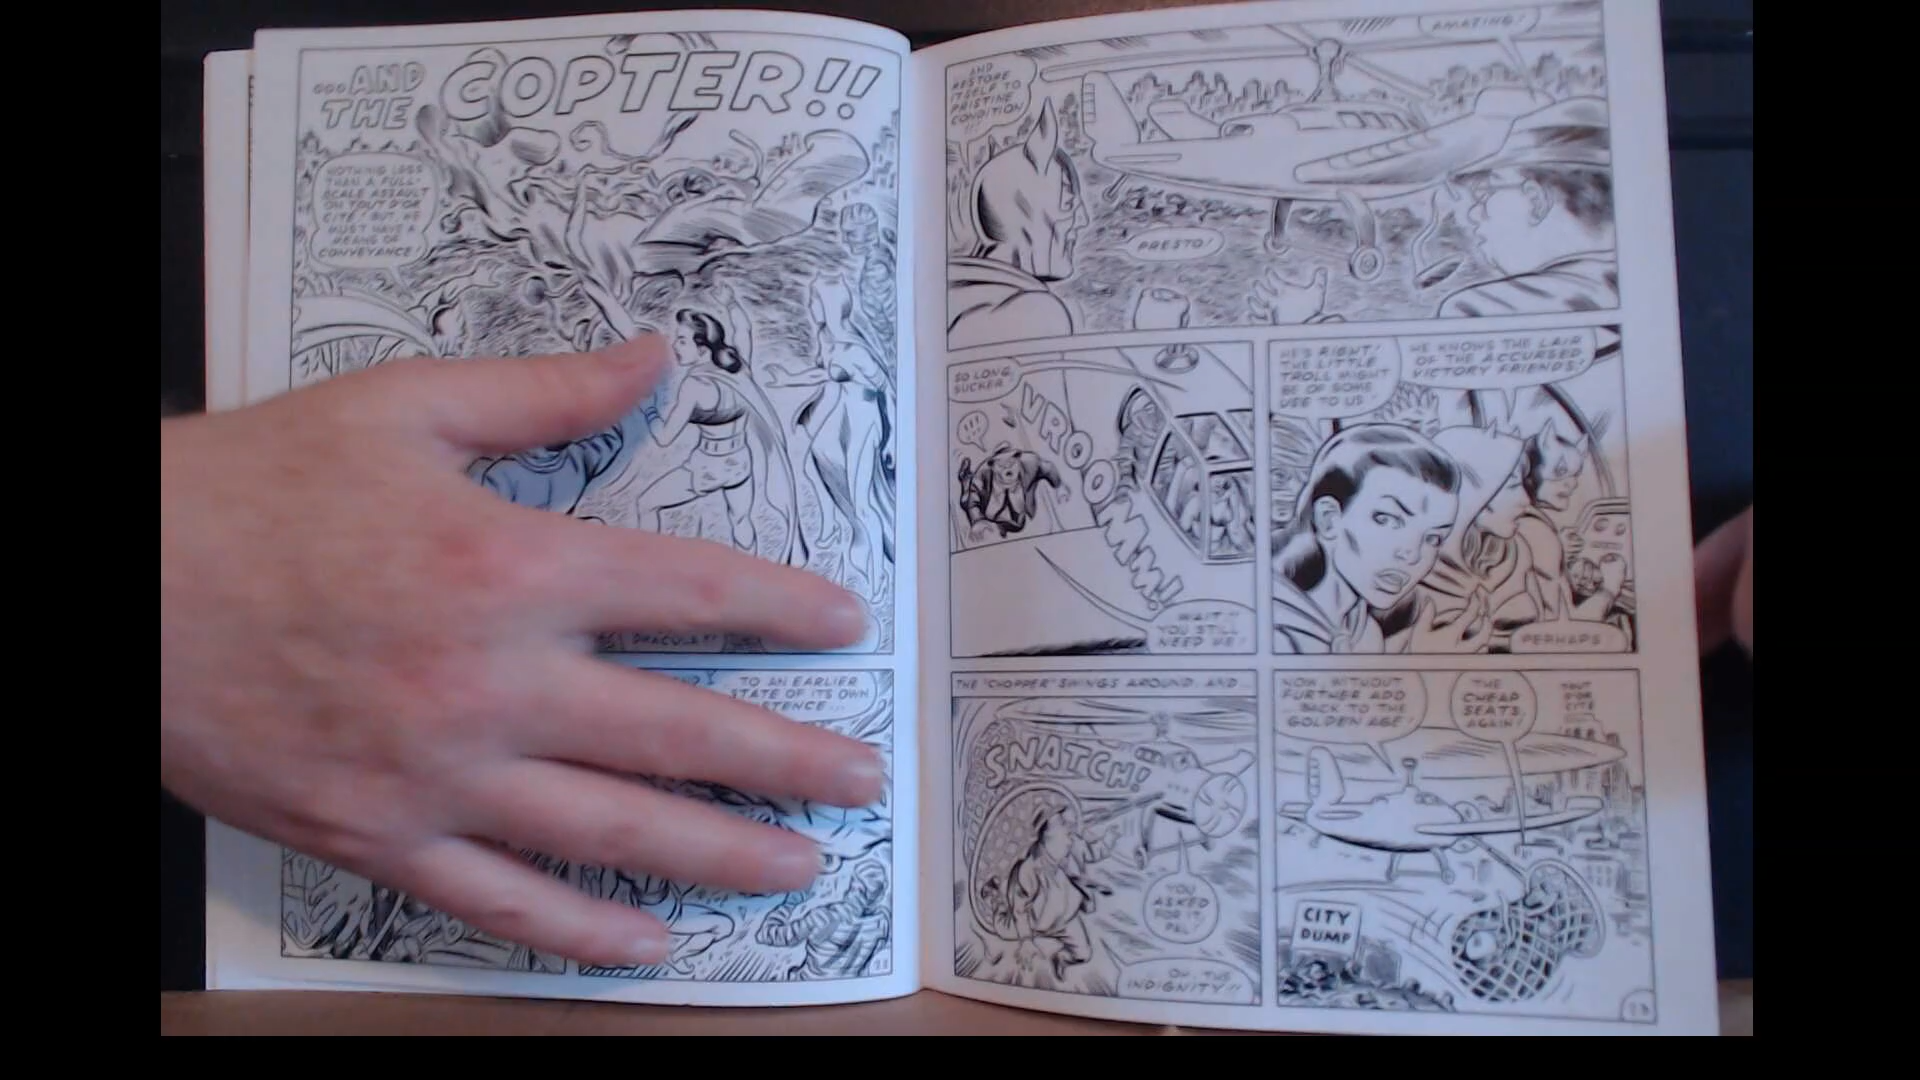 ...AND
THE
COPTER!!
NOTHING LESS
THAN A FULL-
SCALE ASSAULT
ON TOUT D'OR
CITÉ! BUT, WE
MUST HAVE A
MEANS OF
CONVEYANCE!
DRACULA!!
AND I
TO AN EARLIER
STATE OF ITS OWN
AND
RESTORE
ITSELF TO
PRISTINE
CONDITION
!!
AMAZING!
PRESTO!
SO LONG,
SUCKER!
!!!
VROOOMM!
WAIT!!
YOU STILL
NEED ME!
HE'S RIGHT!
THE LITTLE
TROLL MIGHT
BE OF SOME
USE TO US!
HE KNOWS THE LAIR
OF THE ACCURSED
VICTORY FRIENDS!
PERHAPS!
THE "CHOPPER" SWINGS AROUND, AND...
SNATCH!
YOU
ASKED
FOR IT,
PAL!
OH, THE
INDIGNITY!!
NOW, WITHOUT
FURTHER ADO
BACK TO THE
GOLDEN AGE!
THE
CHEAP
SEATS,
AGAIN!
TOUT
D'OR
CITÉ
CITY
DUMP